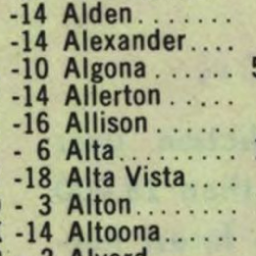 -14 Alden.......
-14 Alexander....
-10 Algona......
-14 Allerton.....
-16 Allison......
- 6 Alta.........
-18 Alta Vista....
- 3 Alton.......
-14 Altoona......